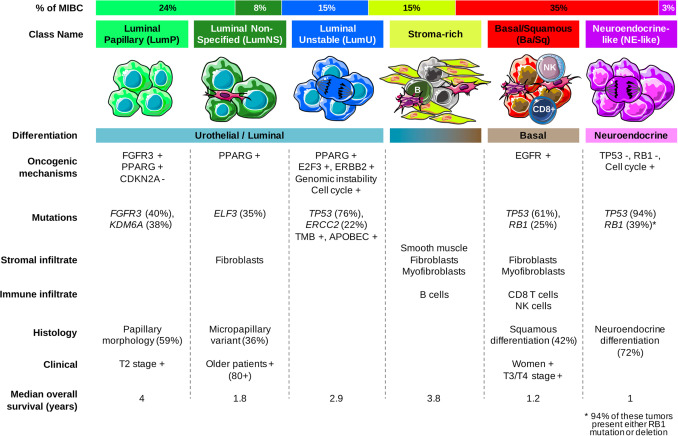 % of MIBC 24% 8% 15% 15% 35% 3%
Class Name
Luminal Papillary (LumP)
Luminal Non-Specified (LumNS)
Luminal Unstable (LumU)
Stroma-rich
Basal/Squamous (Ba/Sq)
Neuroendocrine-like (NE-like)
B
NK
CD8+
Differentiation Urothelial / Luminal Basal Neuroendocrine
Oncogenic mechanisms
FGFR3 +
PPARG +
CDKN2A -
PPARG +
PPARG +
E2F3 +, ERBB2 +
Genomic instability
Cell cycle +
EGFR +
TP53 -, RB1 -,
Cell cycle +
Mutations
FGFR3 (40%),
KDM6A (38%)
ELF3 (35%)
TP53 (76%),
ERCC2 (22%)
TMB +, APOBEC +
TP53 (61%),
RB1 (25%)
TP53 (94%)
RB1 (39%)*
Stromal infiltrate
Fibroblasts
Smooth muscle
Fibroblasts
Myofibroblasts
Fibroblasts
Myofibroblasts
Immune infiltrate
B cells
CD8 T cells
NK cells
Histology
Papillary
morphology (59%)
Micropapillary
variant (36%)
Squamous
differentiation (42%)
Neuroendocrine
differentiation
(72%)
Clinical
T2 stage +
Older patients +
(80+)
Women +
T3/T4 stage +
Median overall
survival (years)
4 1.8 2.9 3.8 1.2 1
* 94% of these tumors
present either RB1
mutation or deletion